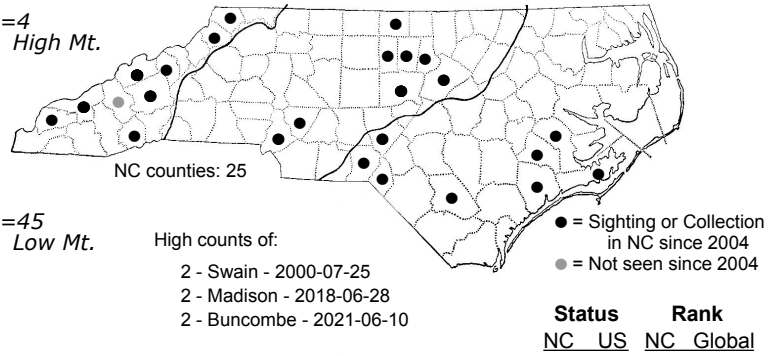 =4
High Mt.
NC counties: 25
=45
Low Mt.
High counts of:
2 - Swain - 2000-07-25
2 - Madison - 2018-06-28
2 - Buncombe - 2021-06-10
● = Sighting or Collection
in NC since 2004
● = Not seen since 2004
Status Rank
NC US NC Global